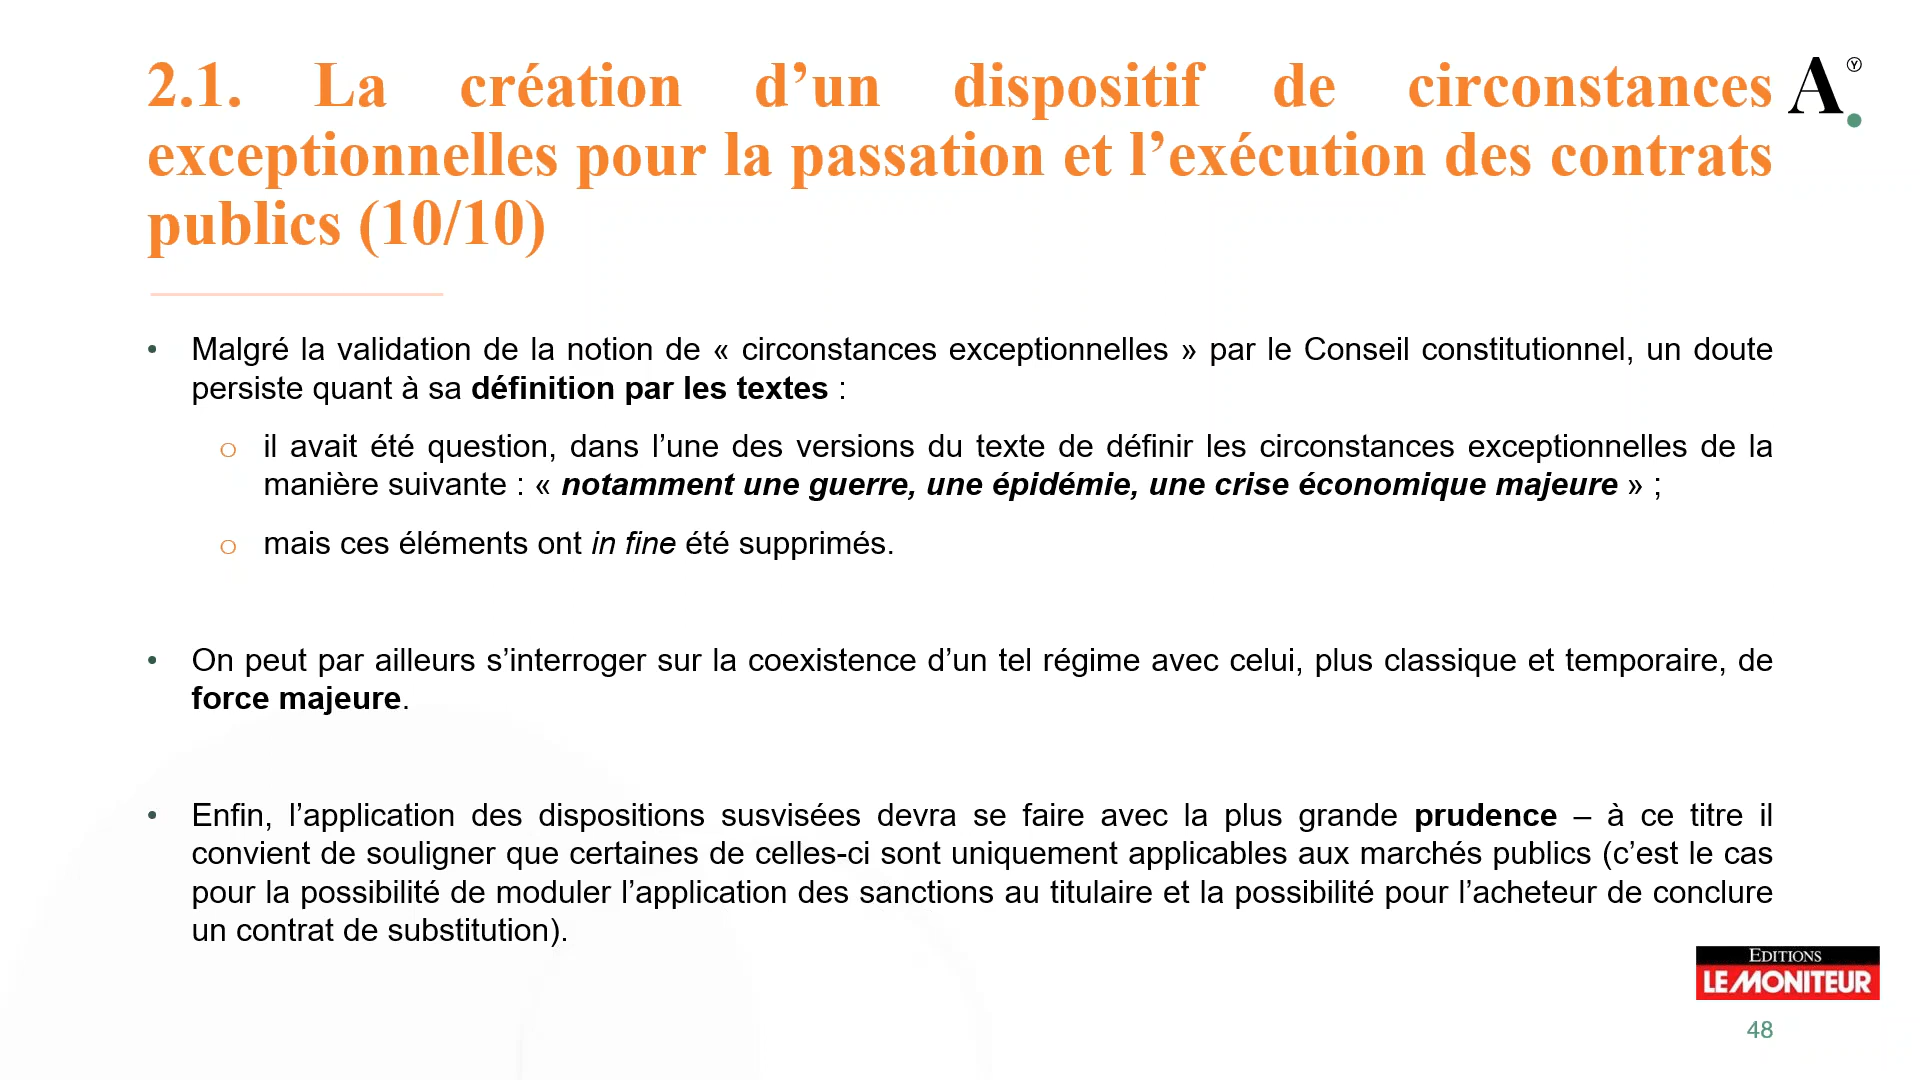 2.1. La création d’un dispositif de circonstances
exceptionnelles pour la passation et l’exécution des contrats
publics (10/10)
A
Y
• Malgré la validation de la notion de « circonstances exceptionnelles » par le Conseil constitutionnel, un doute
persiste quant à sa définition par les textes :
o il avait été question, dans l’une des versions du texte de définir les circonstances exceptionnelles de la
manière suivante : « notamment une guerre, une épidémie, une crise économique majeure » ;
o mais ces éléments ont in fine été supprimés.
• On peut par ailleurs s’interroger sur la coexistence d’un tel régime avec celui, plus classique et temporaire, de
force majeure.
• Enfin, l’application des dispositions susvisées devra se faire avec la plus grande prudence – à ce titre il
convient de souligner que certaines de celles-ci sont uniquement applicables aux marchés publics (c’est le cas
pour la possibilité de moduler l’application des sanctions au titulaire et la possibilité pour l’acheteur de conclure
un contrat de substitution).
EDITIONS
LE MONITEUR
48